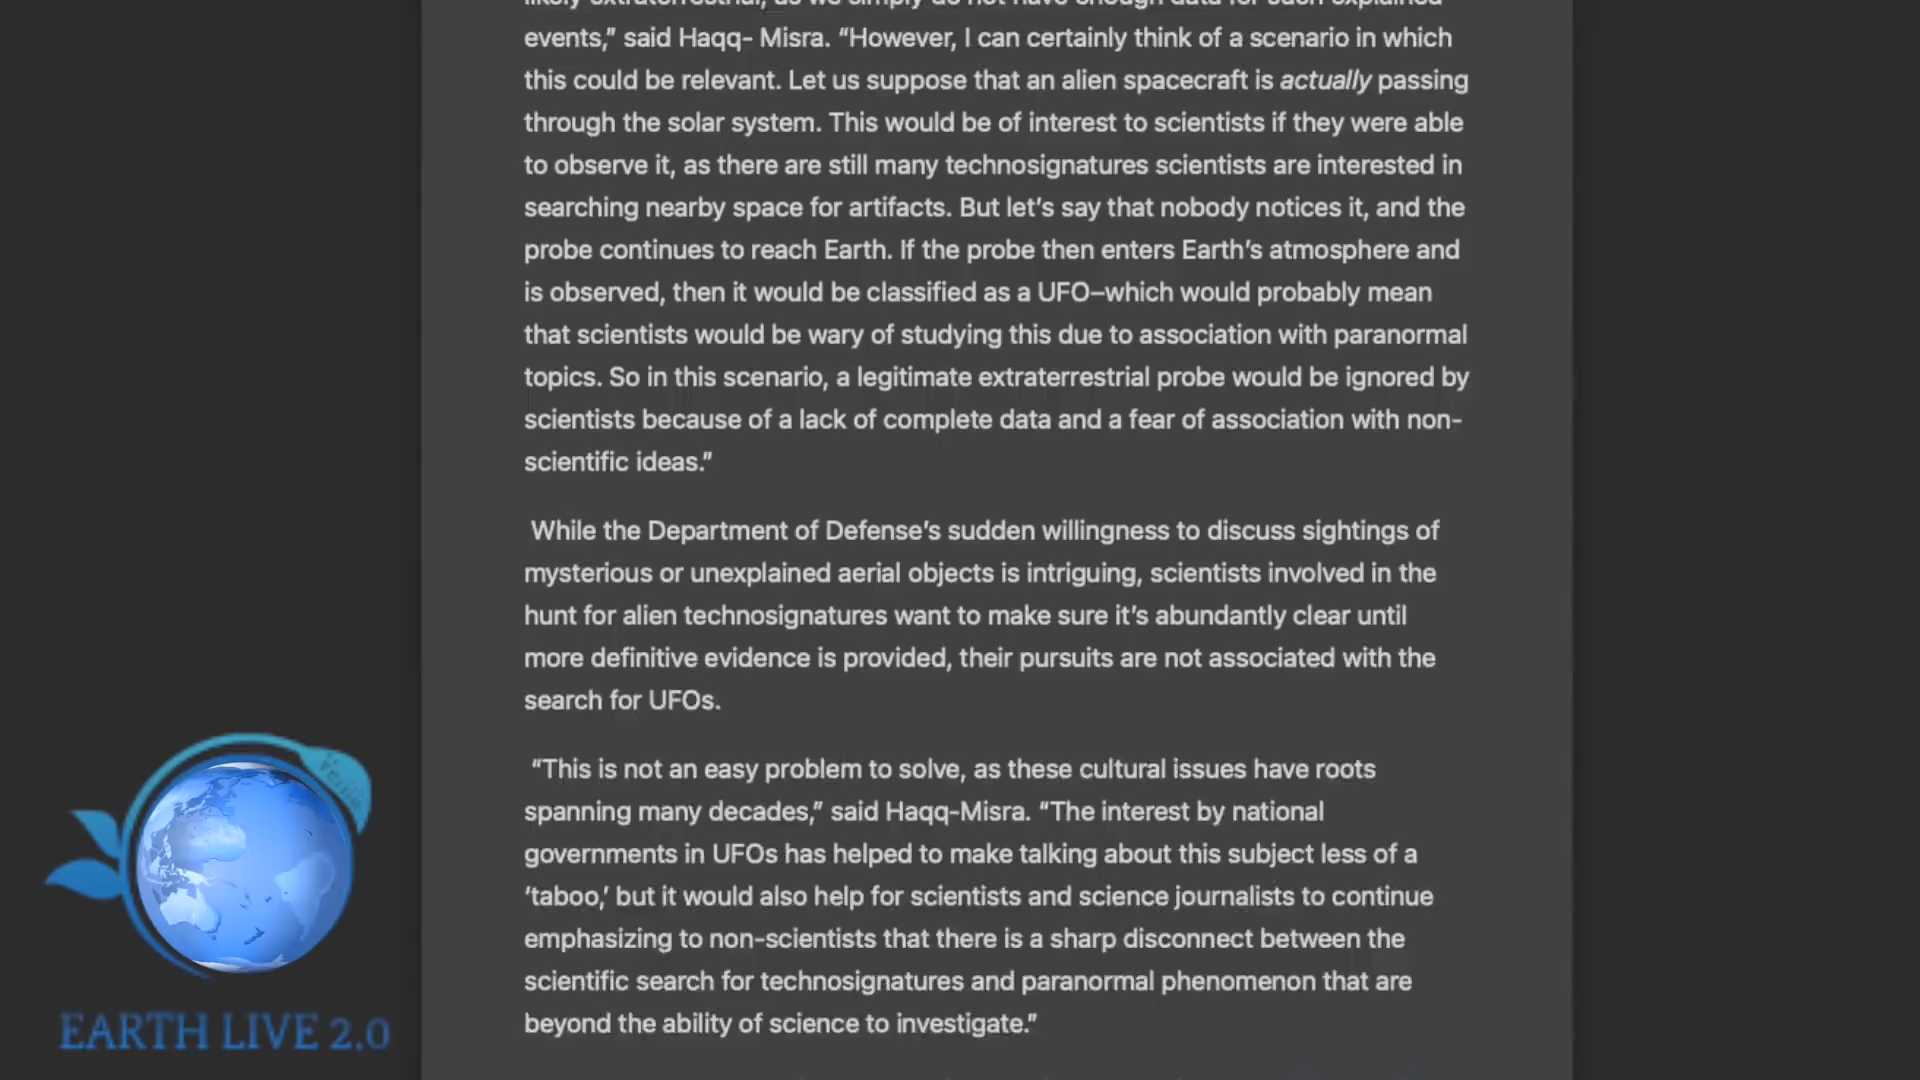 likely extraterrestrial, as we simply do not have enough data for such explained
events,” said Haqq- Misra. “However, I can certainly think of a scenario in which
this could be relevant. Let us suppose that an alien spacecraft is actually passing
through the solar system. This would be of interest to scientists if they were able
to observe it, as there are still many technosignatures scientists are interested in
searching nearby space for artifacts. But let’s say that nobody notices it, and the
probe continues to reach Earth. If the probe then enters Earth’s atmosphere and
is observed, then it would be classified as a UFO–which would probably mean
that scientists would be wary of studying this due to association with paranormal
topics. So in this scenario, a legitimate extraterrestrial probe would be ignored by
scientists because of a lack of complete data and a fear of association with non-
scientific ideas.”
While the Department of Defense’s sudden willingness to discuss sightings of
mysterious or unexplained aerial objects is intriguing, scientists involved in the
hunt for alien technosignatures want to make sure it’s abundantly clear until
more definitive evidence is provided, their pursuits are not associated with the
search for UFOs.
“This is not an easy problem to solve, as these cultural issues have roots
spanning many decades,” said Haqq-Misra. “The interest by national
governments in UFOs has helped to make talking about this subject less of a
‘taboo,’ but it would also help for scientists and science journalists to continue
emphasizing to non-scientists that there is a sharp disconnect between the
scientific search for technosignatures and paranormal phenomenon that are
beyond the ability of science to investigate.”
EARTH LIVE 2.0